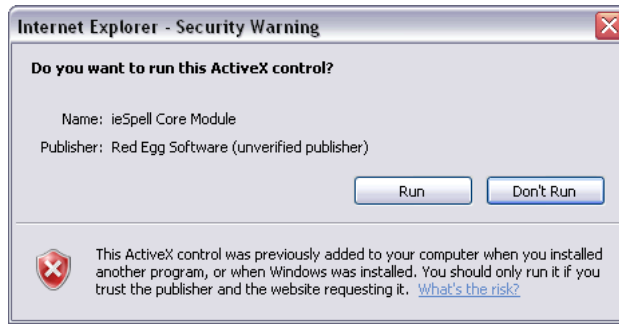 Internet Explorer - Security Warning
Do you want to run this ActiveX control?
Name: ieSpell Core Module
Publisher: Red Egg Software (unverified publisher)
Run Don't Run
This ActiveX control was previously added to your computer when you installed
another program, or when Windows was installed. You should only run it if you
trust the publisher and the website requesting it. What's the risk?